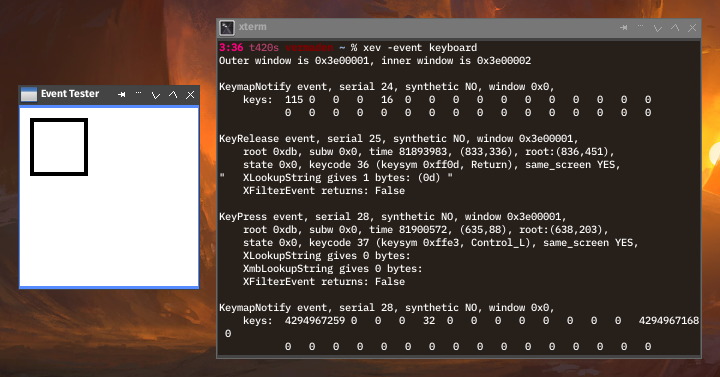 xterm
3:36 t420s ~ % xev -event keyboard
Outer window is 0x3e00001, inner window is 0x3e00002
Event Tester
KeymapNotify event, serial 24, synthetic NO, window 0x0,
keys: 115 0 0 0 16 0 0 0 0 0 0 0 0 0 0 0
0 0 0 0 0 0 0 0 0 0 0 0 0 0 0 0
KeyRelease event, serial 25, synthetic NO, window 0x3e00001,
root 0xdb, subw 0x0, time 81893983, (833,336), root:(836,451),
state 0x0, keycode 36 (keysym 0xff0d, Return), same_screen YES,
" XLookupString gives 1 bytes: (0d) "
XFilterEvent returns: False
KeyPress event, serial 28, synthetic NO, window 0x3e00001,
root 0xdb, subw 0x0, time 81900572, (635,88), root:(638,203),
state 0x0, keycode 37 (keysym 0xffe3, Control_L), same_screen YES,
XLookupString gives 0 bytes:
XmbLookupString gives 0 bytes:
XFilterEvent returns: False
KeymapNotify event, serial 28, synthetic NO, window 0x0,
keys: 4294967259 0 0 0 32 0 0 0 0 0 0 0 0 4294967168
0
0 0 0 0 0 0 0 0 0 0 0 0 0 0 0 0